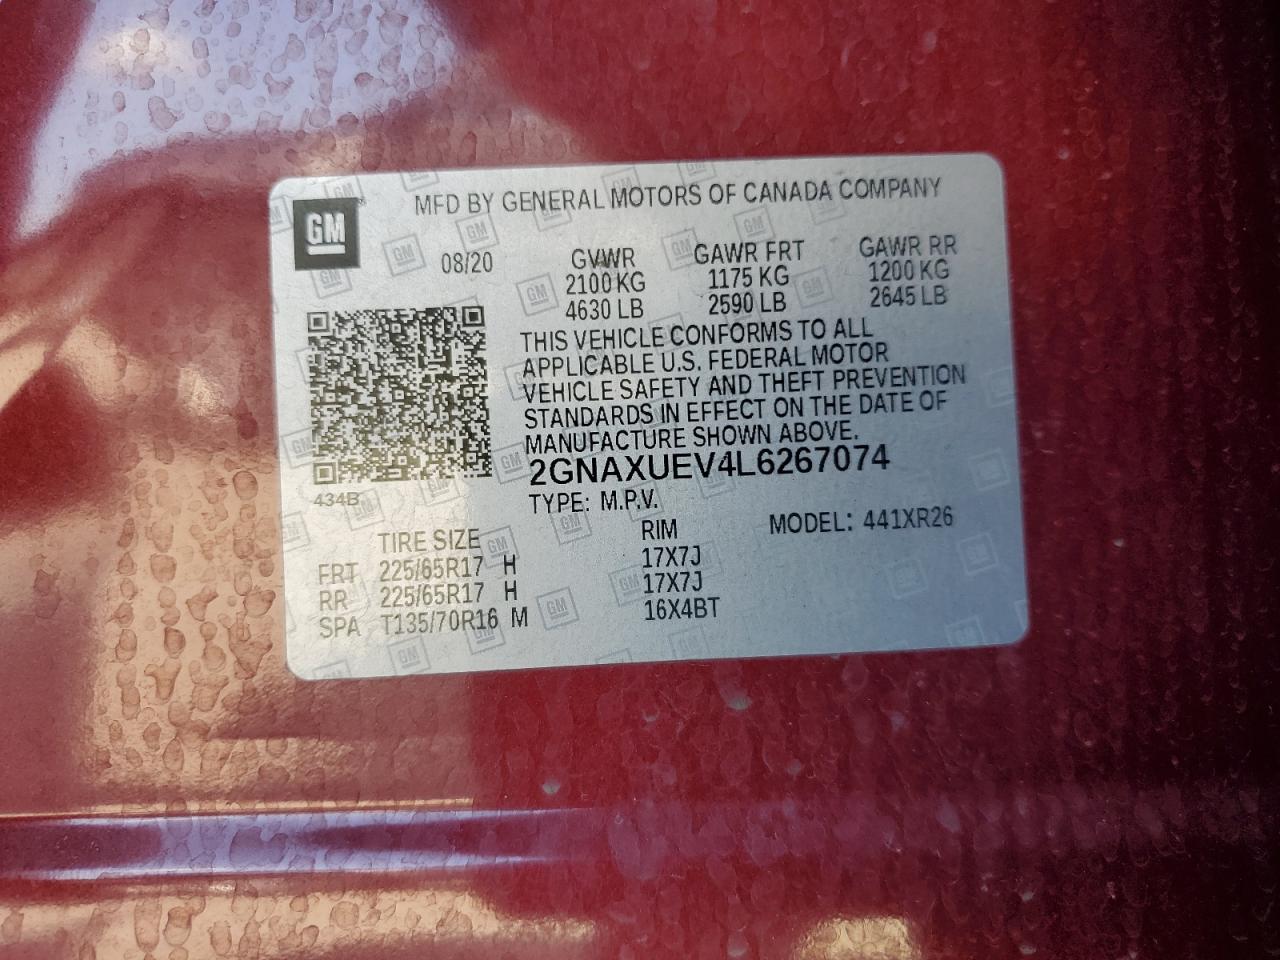 GM
MFD BY GENERAL MOTORS OF CANADA COMPANY
08/20 GVWR GAWR FRT GAWR RR
2100 KG 1175 KG 1200 KG
4630 LB 2590 LB 2645 LB
THIS VEHICLE CONFORMS TO ALL
APPLICABLE U.S. FEDERAL MOTOR
VEHICLE SAFETY AND THEFT PREVENTION
STANDARDS IN EFFECT ON THE DATE OF
MANUFACTURE SHOWN ABOVE.
2GNAXUEV4L6267074
434B
TYPE: M.P.V.
TIRE SIZE RIM MODEL: 441XR26
FRT 225/65R17 H 17X7J
RR 225/65R17 H 17X7J
SPA T135/70R16 M 16X4BT